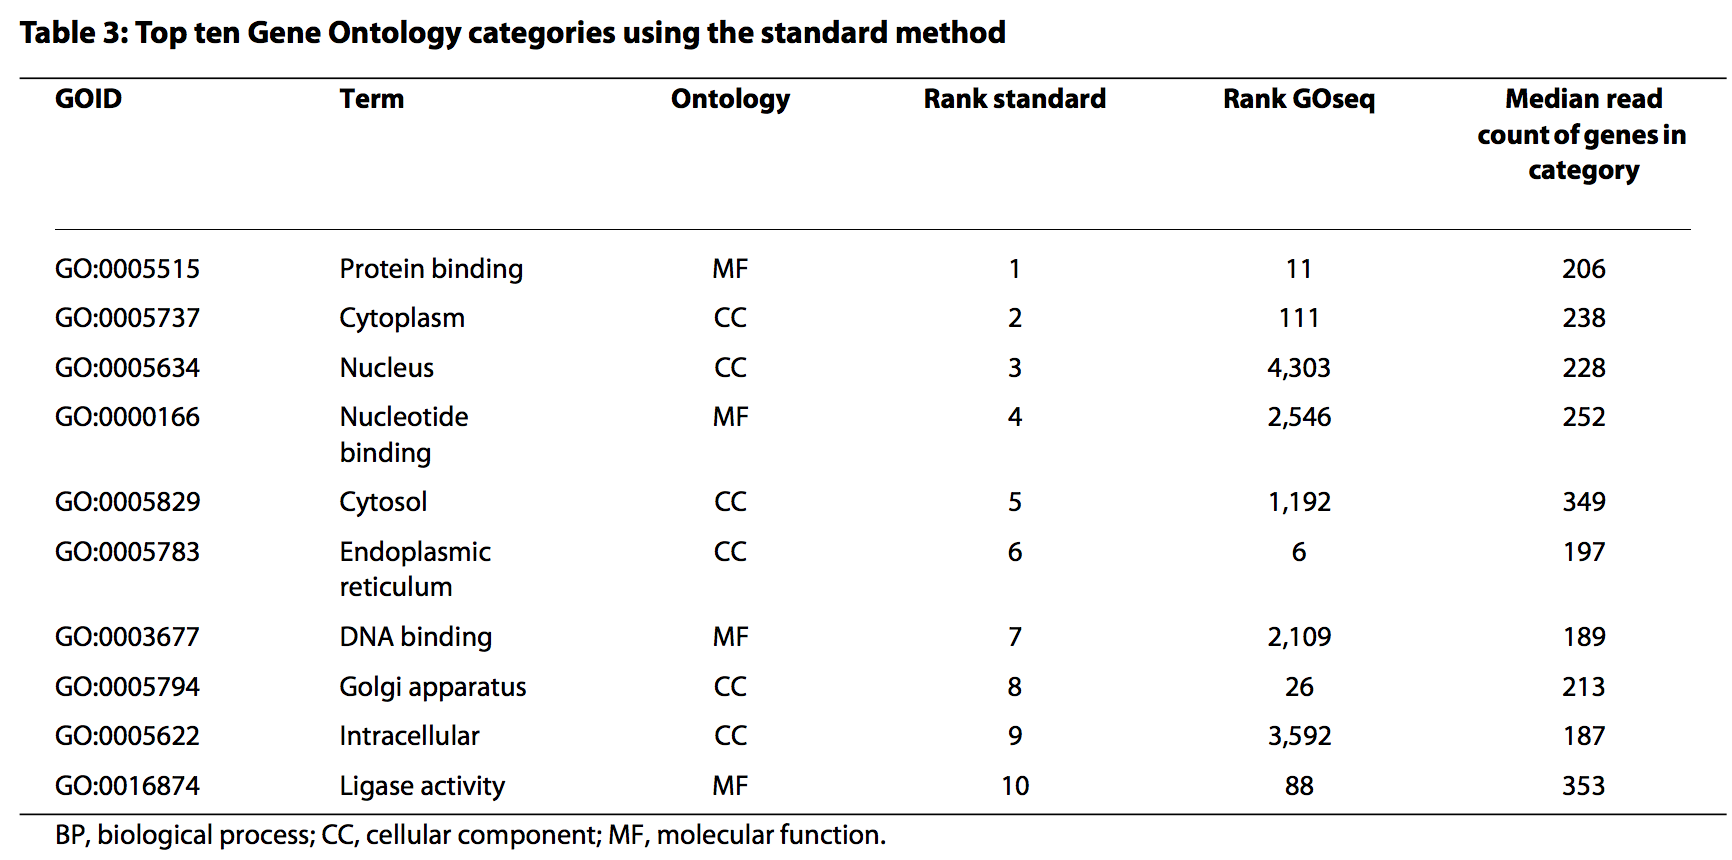 Table 3: Top ten Gene Ontology categories using the standard method
GOID Term Ontology Rank standard Rank GOseq Median read
count of genes in
category
GO:0005515 Protein binding MF 1 11 206
GO:0005737 Cytoplasm CC 2 111 238
GO:0005634 Nucleus CC 3 4,303 228
GO:0000166 Nucleotide MF 4 2,546 252
binding
GO:0005829 Cytosol CC 5 1,192 349
GO:0005783 Endoplasmic CC 6 6 197
reticulum
GO:0003677 DNA binding MF 7 2,109 189
GO:0005794 Golgi apparatus CC 8 26 213
GO:0005622 Intracellular CC 9 3,592 187
GO:0016874 Ligase activity MF 10 88 353
BP, biological process; CC, cellular component; MF, molecular function.